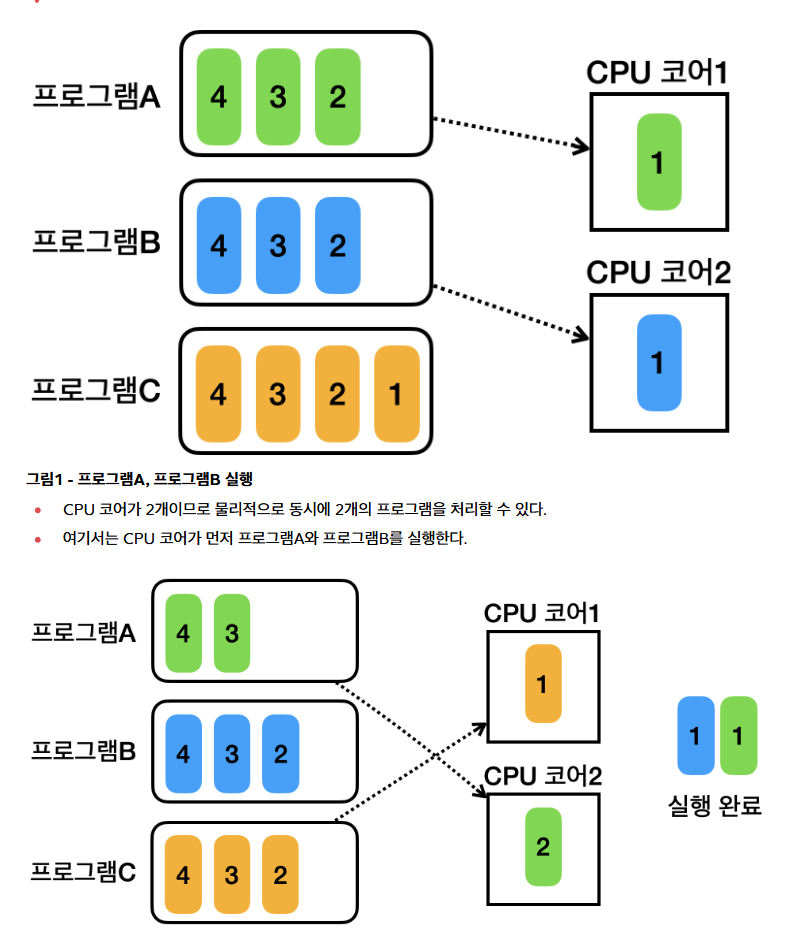 CPU 코어1
프로그램A 4 3 2
1
프로그램B 4 3 2
CPU 코어2
1
프로그램C 4 3 2 1
그림1 - 프로그램A, 프로그램B 실행
CPU 코어가 2개이므로 물리적으로 동시에 2개의 프로그램을 처리할 수 있다.
여기서는 CPU 코어가 먼저 프로그램A와 프로그램B를 실행한다.
CPU 코어1
프로그램A 4 3
1
프로그램B 4 3 2
1 1
CPU 코어2
실행 완료
2
프로그램C 4 3 2